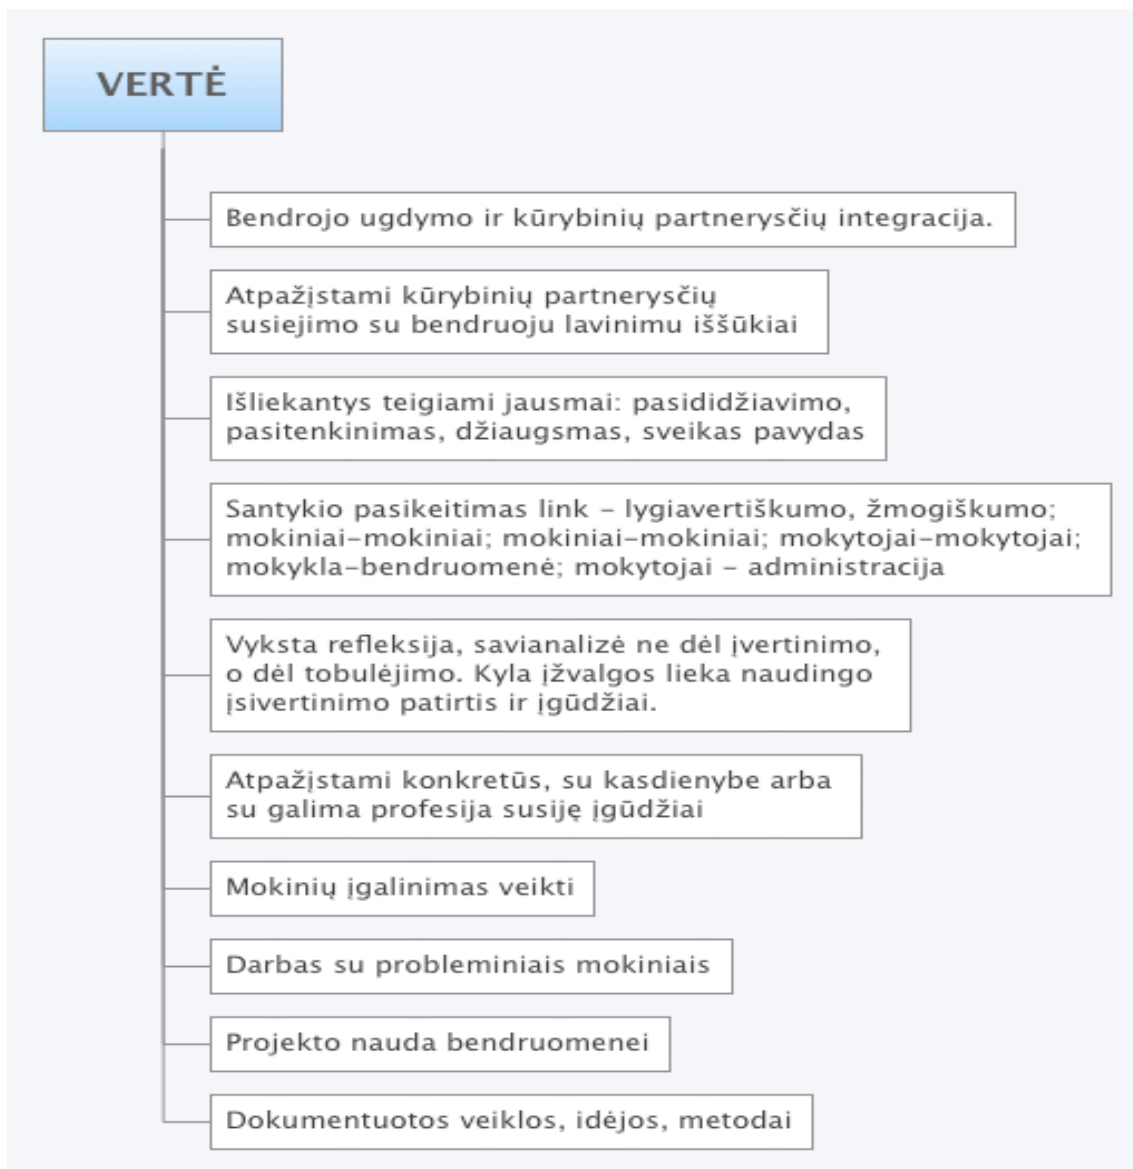 VERTĖ
Bendrojo ugdymo ir kūrybinių partnerysčių integracija.
Atpažįstami kūrybinių partnerysčių
susiejimo su bendruoju lavinimu iššūkiai
Išliekantys teigiami jausmai: pasididžiavimo,
pasitenkinimas, džiaugsmas, sveikas pavydas
Santykio pasikeitimas link – lygiavertiškumo, žmogiškumo;
mokiniai–mokiniai; mokiniai–mokiniai; mokytojai–mokytojai;
mokykla–bendruomenė; mokytojai – administracija
Vyksta refleksija, savianalizė ne dėl įvertinimo,
o dėl tobulėjimo. Kyla įžvalgos lieka naudingo
įsivertinimo patirtis ir įgūdžiai.
Atpažįstami konkretūs, su kasdienybe arba
su galima profesija susiję įgūdžiai
Mokinių įgalinimas veikti
Darbas su probleminiais mokiniais
Projekto nauda bendruomenei
Dokumentuotos veiklos, idėjos, metodai